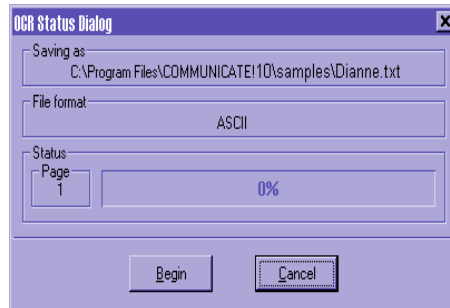 OCR Status Dialog
Saving as
C:\Program Files\COMMUNICATE!10\samples\Dianne.txt
File format
ASCII
Status
Page
1
0%
Begin
Cancel